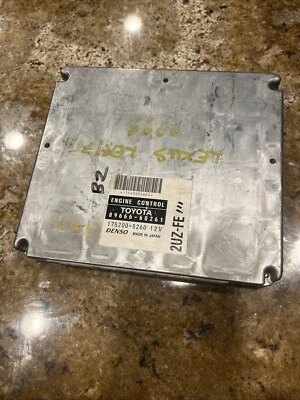 B2
ENGINE CONTROL
TOYOTA
89666-60261
175200-5260 12V
DENSO MADE IN JAPAN
2UZ-FE
LEXUS